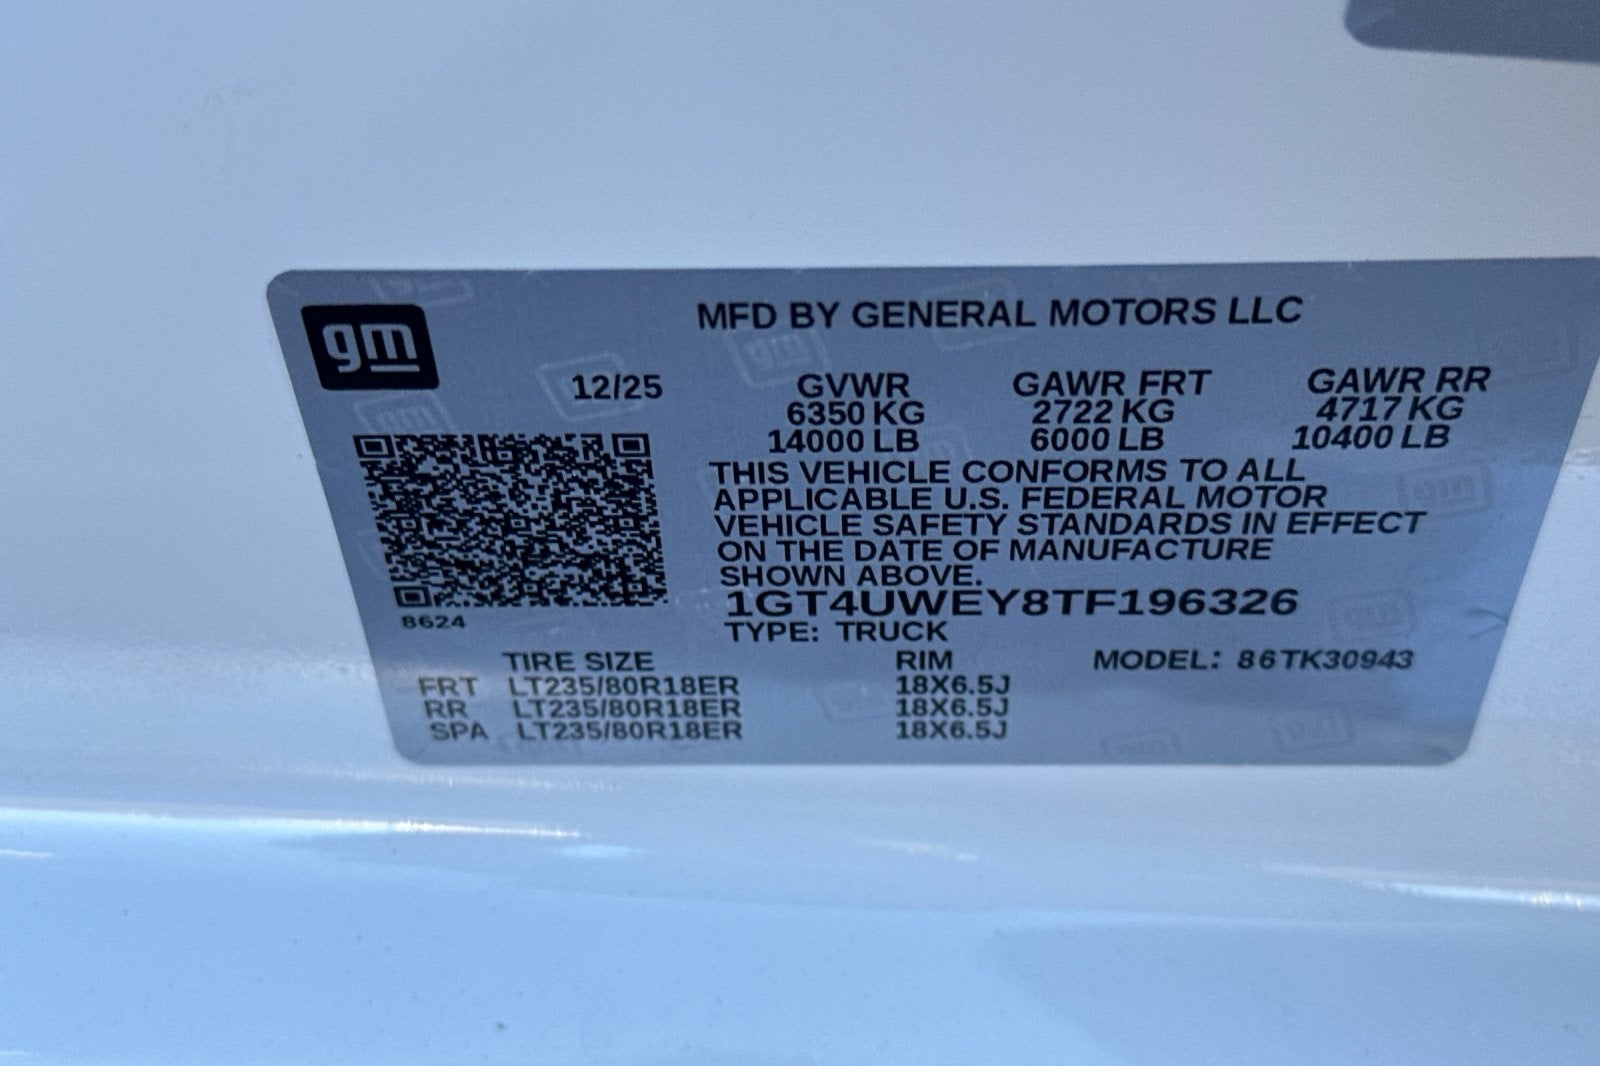 gm
MFD BY GENERAL MOTORS LLC
12/25 GVWR GAWR FRT GAWR RR
6350 KG 2722 KG 4717 KG
14000 LB 6000 LB 10400 LB
THIS VEHICLE CONFORMS TO ALL
APPLICABLE U.S. FEDERAL MOTOR
VEHICLE SAFETY STANDARDS IN EFFECT
ON THE DATE OF MANUFACTURE
SHOWN ABOVE.
1GT4UWEY8TF196326
8624
TYPE: TRUCK
TIRE SIZE RIM MODEL: 86TK30943
FRT LT235/80R18ER 18X6.5J
RR LT235/80R18ER 18X6.5J
SPA LT235/80R18ER 18X6.5J